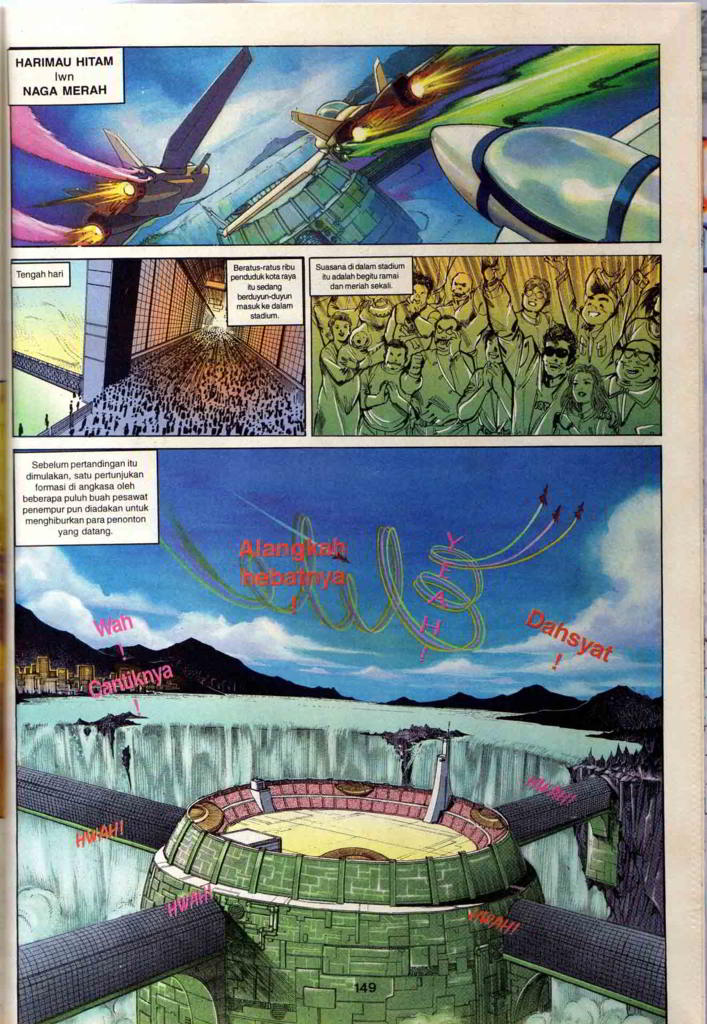 HARIMAU HITAM
lwn
NAGA MERAH
Tengah hari
Beratus-ratus ribu
penduduk kota raya
itu sedang
berduyun-duyun
masuk ke dalam
stadium.
Suasana di dalam stadium
itu adalah begitu ramai
dan meriah sekali.
Sebelum pertandingan itu
dimulakan, satu pertunjukan
formasi di angkasa oleh
beberapa puluh buah pesawat
penempur pun diadakan untuk
menghiburkan para penonton
yang datang.
Alangkah
hebatnya
!
YEAH!
Dahsyat
!
Wah
!
Cantiknya
!
HWAH!
HWAH!
HWAH!
HWAH!
149